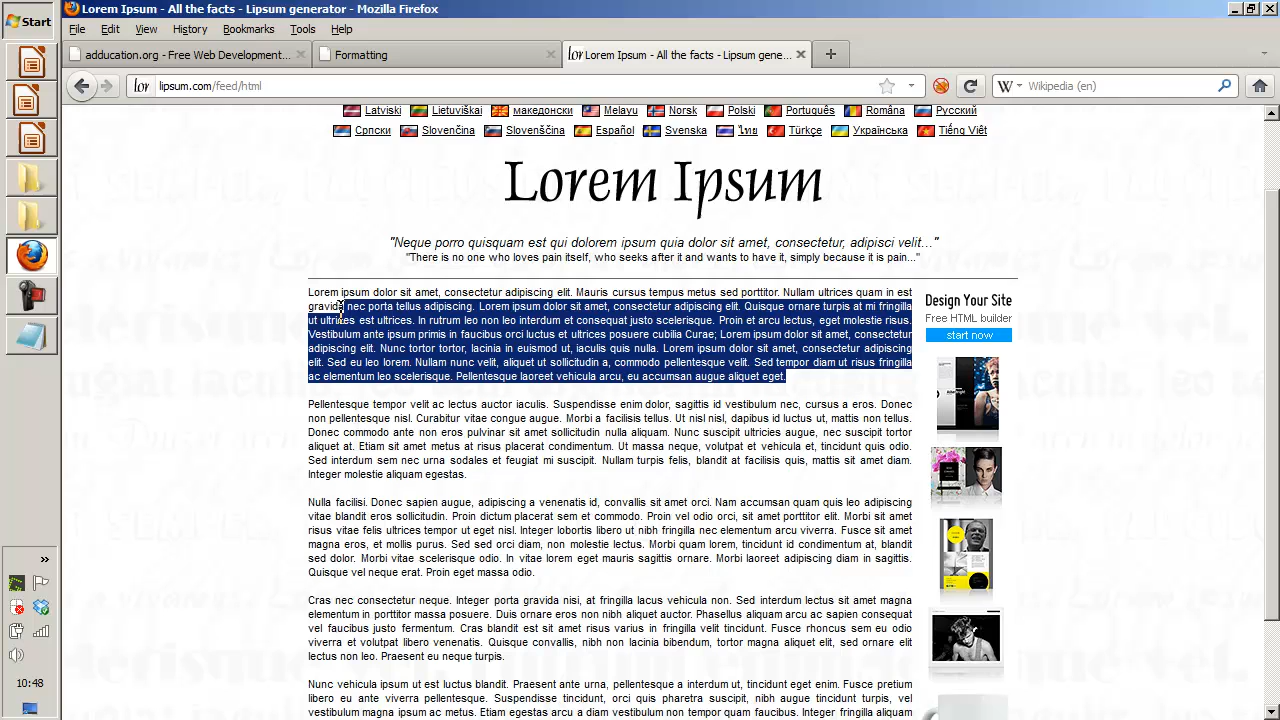 Start
Lorem Ipsum - All the facts - Lipsum generator - Mozilla Firefox
File Edit View History Bookmarks Tools Help
adducation.org - Free Web Development...
Formatting
Lorem Ipsum - All the facts - Lipsum gene...
lipsum.com/feed/html
Wikipedia (en)
Latviski Lietuviškai македонски Melayu Norsk Polski Português Româna Русский
Српски Slovenčina Slovenščina Español Svenska ไทย Türkçe Українська Tiếng Việt
Lorem Ipsum
"Neque porro quisquam est qui dolorem ipsum quia dolor sit amet, consectetur, adipisci velit..."
"There is no one who loves pain itself, who seeks after it and wants to have it, simply because it is pain..."
Lorem ipsum dolor sit amet, consectetur adipiscing elit. Mauris cursus tempus metus sed porttitor. Nullam ultrices quam in est
gravida nec porta tellus adipiscing. Lorem ipsum dolor sit amet, consectetur adipiscing elit. Quisque ornare turpis at mi fringilla
ut ultricies est ultrices. In rutrum leo non leo interdum et consequat justo scelerisque. Proin et arcu lectus, eget molestie risus.
Vestibulum ante ipsum primis in faucibus orci luctus et ultrices posuere cubilia Curae; Lorem ipsum dolor sit amet, consectetur
adipiscing elit. Nunc tortor tortor, lacinia in euismod ut, iaculis quis nulla. Lorem ipsum dolor sit amet, consectetur adipiscing
elit. Sed eu leo lorem. Nullam nunc velit, aliquet ut sollicitudin a, commodo pellentesque velit. Sed tempor diam ut risus fringilla
ac elementum leo scelerisque. Pellentesque laoreet vehicula arcu, eu accumsan augue aliquet eget.
Pellentesque tempor velit ac lectus auctor iaculis. Suspendisse enim dolor, sagittis id vestibulum nec, cursus a eros. Donec
non pellentesque nisl. Curabitur vitae congue augue. Morbi a facilisis tellus. Ut nisl nisl, dapibus id luctus ut, mattis non tellus.
Donec commodo ante non eros pulvinar sit amet sollicitudin nulla aliquam. Nunc suscipit ultricies augue, nec suscipit tortor
aliquet at. Etiam sit amet metus at risus placerat condimentum. Ut massa neque, volutpat et vehicula et, tincidunt quis odio.
Sed interdum sem nec urna sodales et feugiat mi suscipit. Nullam turpis felis, blandit at facilisis quis, mattis sit amet diam.
Integer molestie aliquam egestas.
Nulla facilisi. Donec sapien augue, adipiscing a venenatis id, convallis sit amet orci. Nam accumsan quam quis leo adipiscing
vitae blandit eros sollicitudin. Proin dictum placerat sem et commodo. Proin vel odio orci, sit amet porttitor elit. Morbi sit amet
risus vitae felis ultrices tempor ut eget nisl. Integer lobortis libero ut nibh fringilla nec elementum arcu viverra. Fusce sit amet
magna eros, et mollis purus. Sed sed orci diam, non molestie lectus. Morbi quam lorem, tincidunt id condimentum at, blandit
sed dolor. Morbi vitae scelerisque odio. In vitae lorem eget mauris sagittis ornare. Morbi laoreet adipiscing dolor in sagittis.
Quisque vel neque erat. Proin eget massa odio.
Cras nec consectetur neque. Integer porta gravida nisi, at fringilla lacus vehicula non. Sed interdum lectus sit amet magna
elementum in porttitor massa posuere. Duis ornare eros non nibh aliquet auctor. Phasellus aliquam arcu ac sapien consequat
vel faucibus justo fermentum. Cras blandit est sit amet risus varius in fringilla velit tincidunt. Fusce rhoncus sem eu odio
viverra et volutpat libero venenatis. Quisque convallis, nibh non lacinia bibendum, tortor magna aliquet elit, sed ornare elit
lectus non leo. Praesent eu neque turpis.
Nunc vehicula ipsum ut est luctus blandit. Praesent ante urna, pellentesque a interdum ut, tincidunt eget enim. Fusce pretium
libero eu ante viverra pellentesque. Suspendisse tincidunt, orci quis pharetra suscipit, nibh augue tincidunt turpis, vel
vestibulum magna ipsum ac metus. Aliquam egestas arcu a tortor euismod id luctus sem convallis. Integer fringilla aliquam
Design Your Site
Free HTML builder
start now
10:48